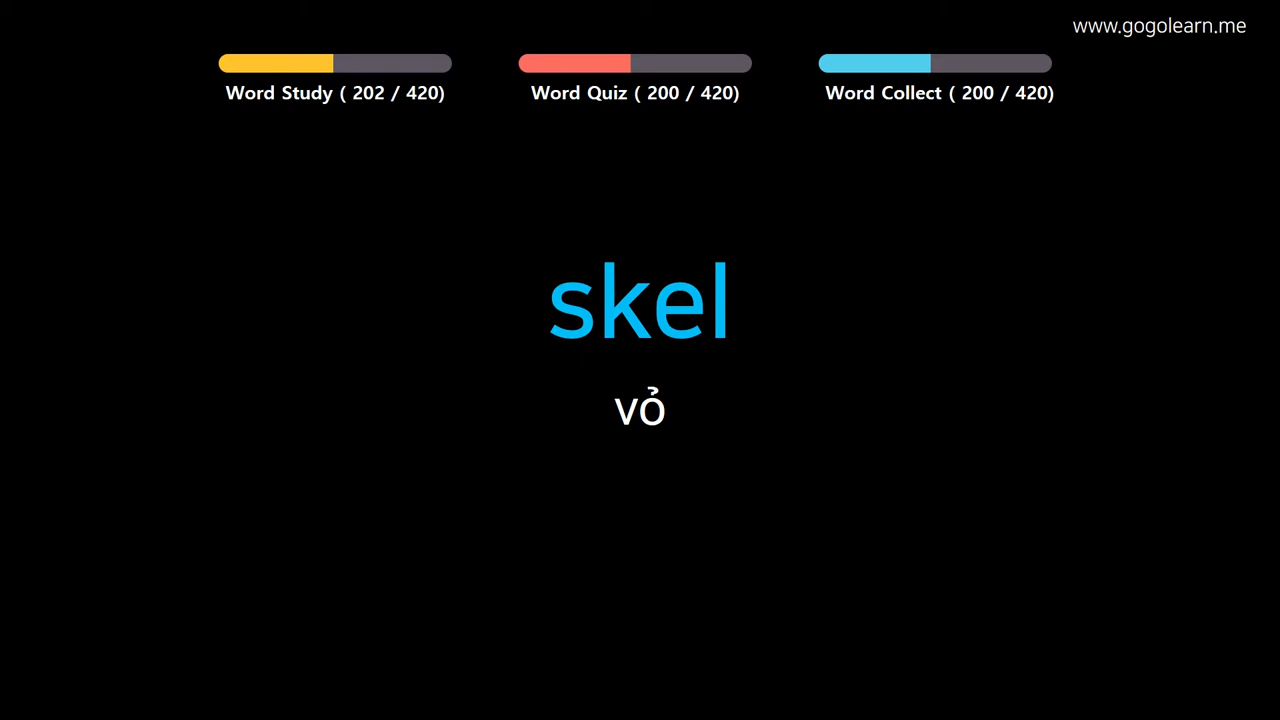 www.gogolearn.me
Word Study ( 202 / 420)
Word Quiz ( 200 / 420)
Word Collect ( 200 / 420)
skel
vỏ